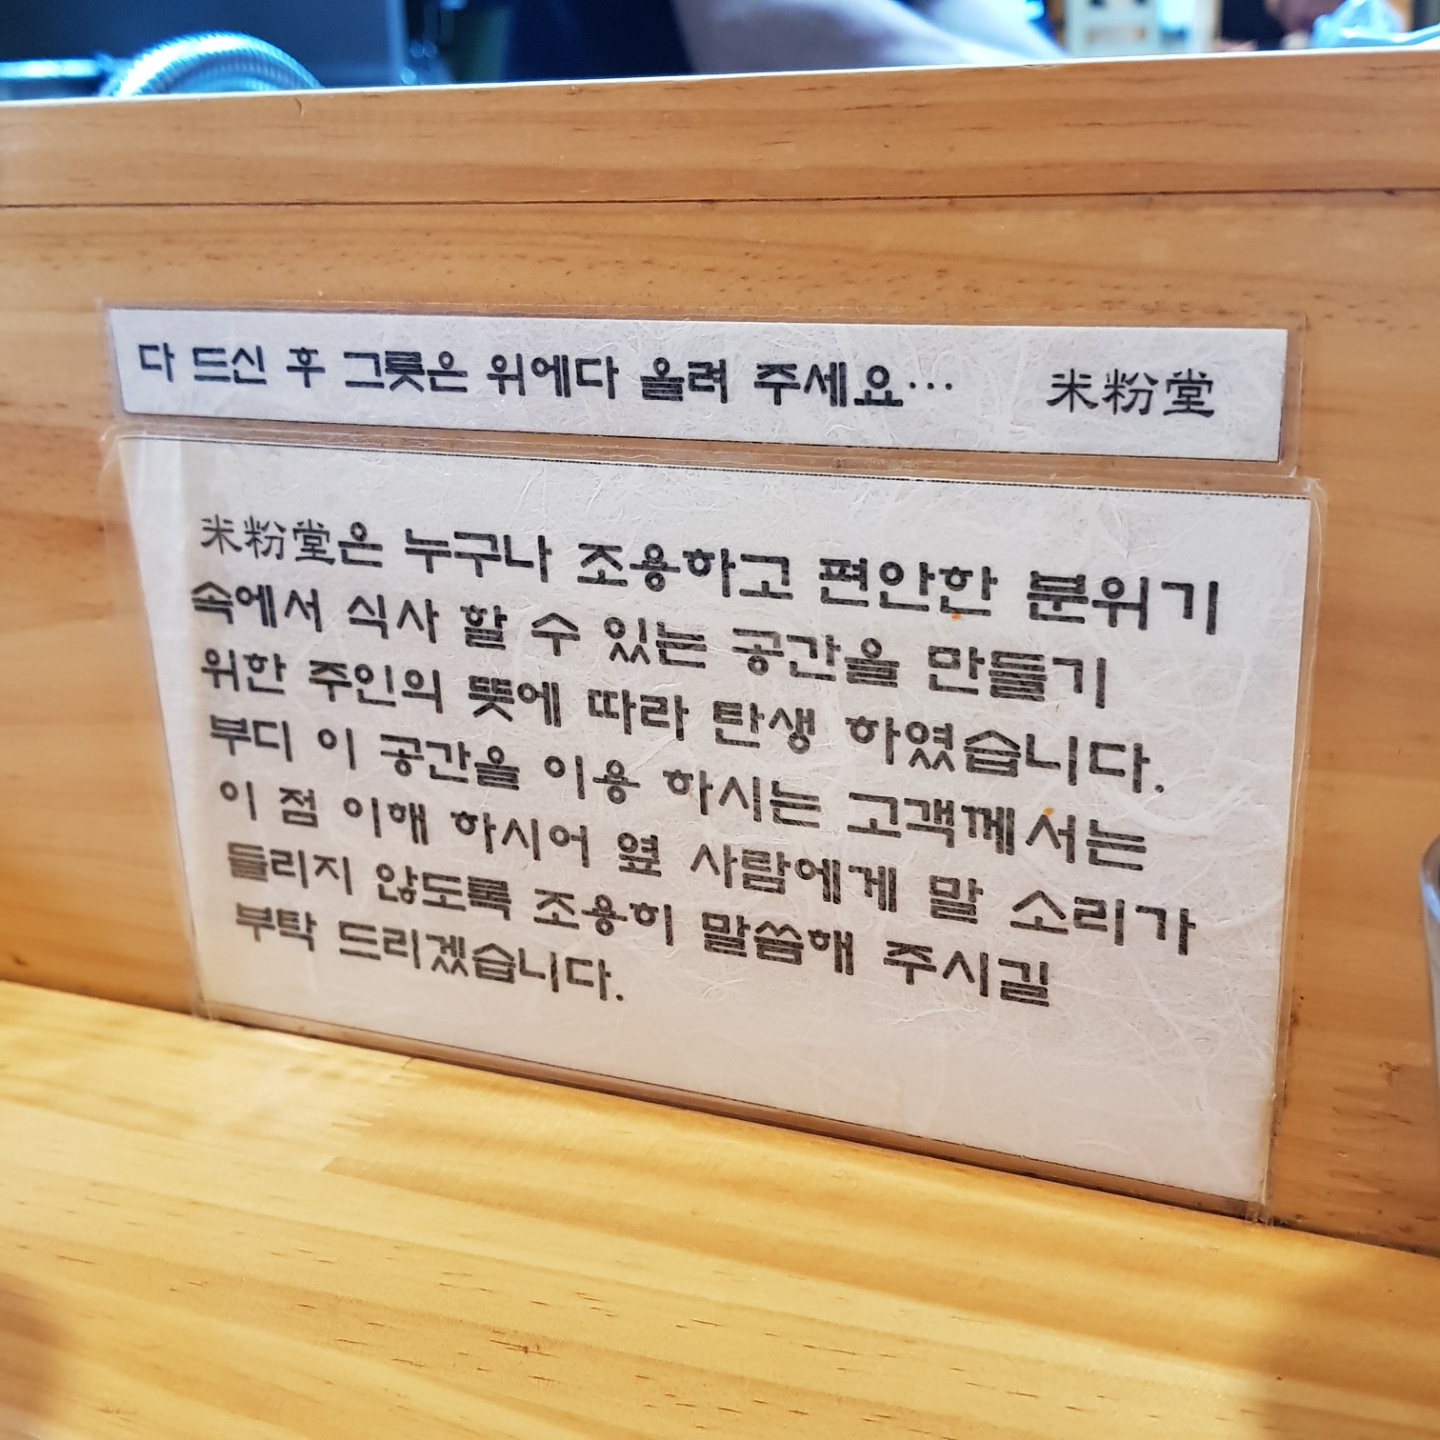 다 드신 후 그릇은 위에다 올려 주세요… 米粉堂
米粉堂은 누구나 조용하고 편안한 분위기
속에서 식사 할 수 있는 공간을 만들기
위한 주인의 뜻에 따라 탄생 하였습니다.
부디 이 공간을 이용 하시는 고객께서는
이 점 이해 하시어 옆 사람에게 말 소리가
들리지 않도록 조용히 말씀해 주시길
부탁 드리겠습니다.